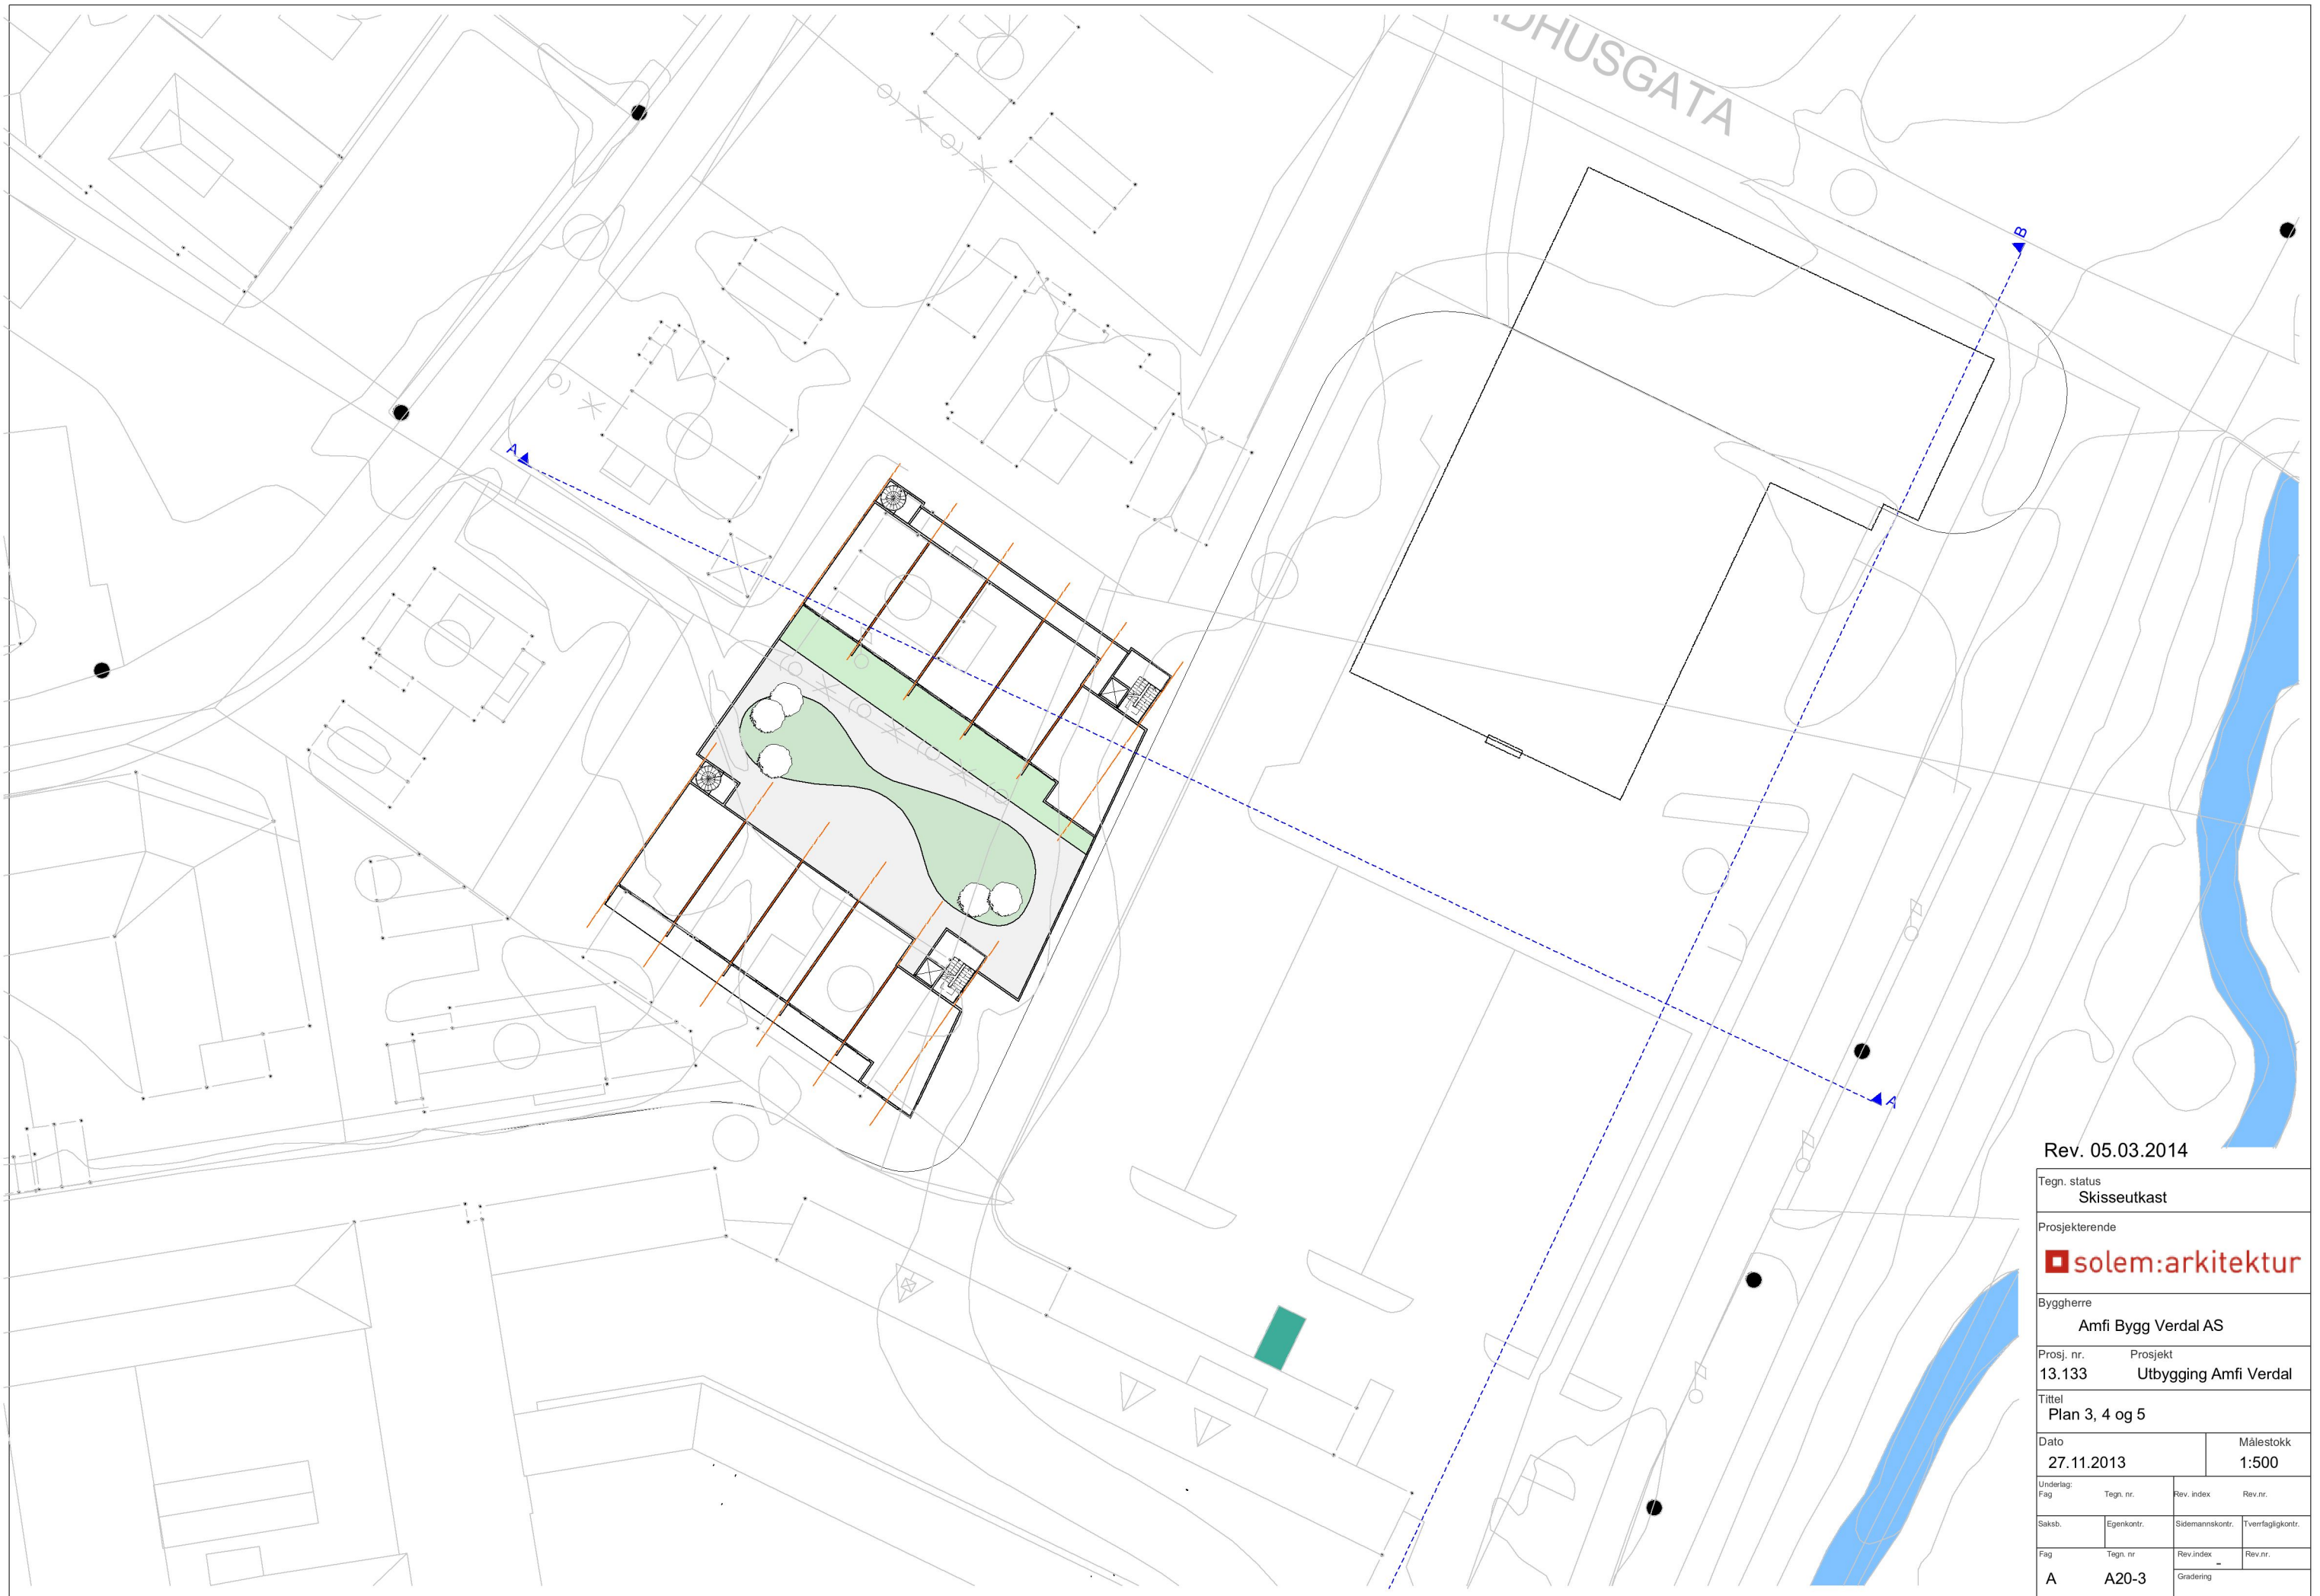 ADHUSGATA
B
A
A
Rev. 05.03.2014
Tegn. status
Skisseutkast
Prosjekterende
solem:arkitektur
Byggherre
Amfi Bygg Verdal AS
Prosj. nr. Prosjekt
13.133 Utbygging Amfi Verdal
Tittel
Plan 3, 4 og 5
Dato Målestokk
27.11.2013 1:500
Underlag:
Fag Tegn. nr. Rev. index Rev.nr.
Saksb. Egenkontr. Sidemannskontr. Tverrfagligkontr.
Fag Tegn. nr Rev.index Rev.nr.
-
A A20-3 Gradering